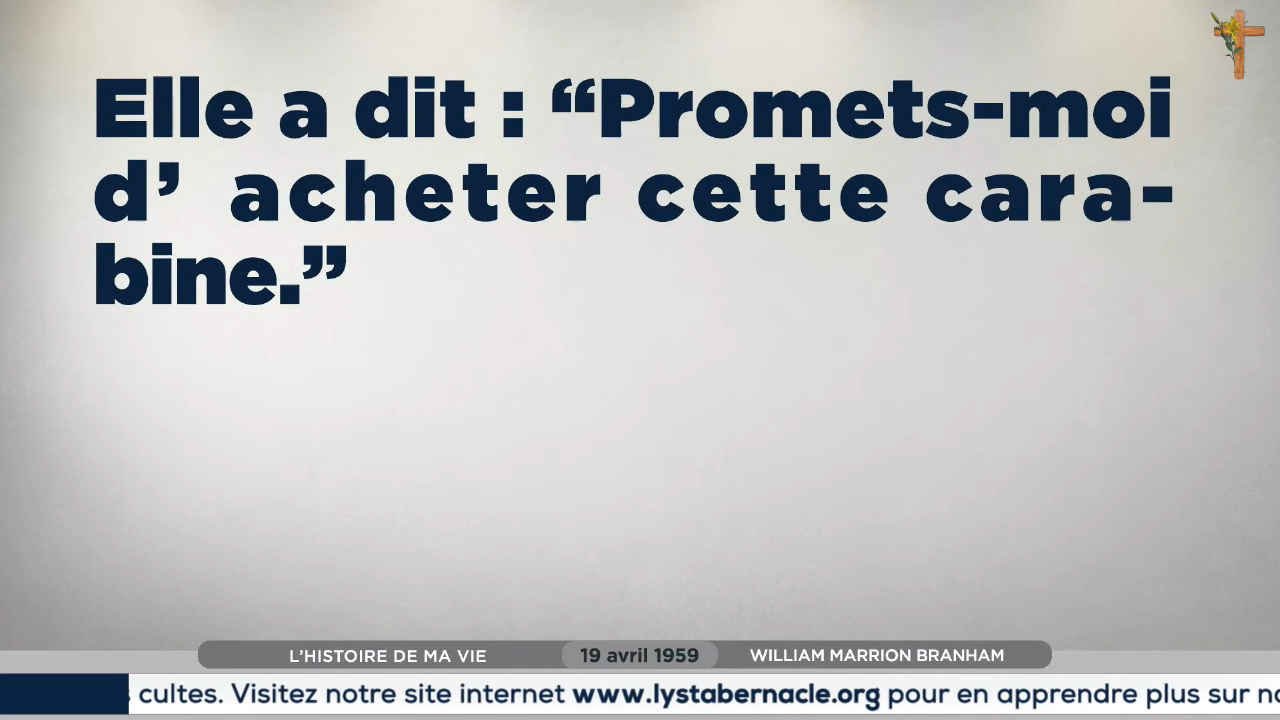 Elle a dit : “Promets-moi
d’ acheter cette cara-
bine.”
L’HISTOIRE DE MA VIE 19 avril 1959 WILLIAM MARRION BRANHAM
cultes. Visitez notre site internet www.lystabernacle.org pour en apprendre plus sur